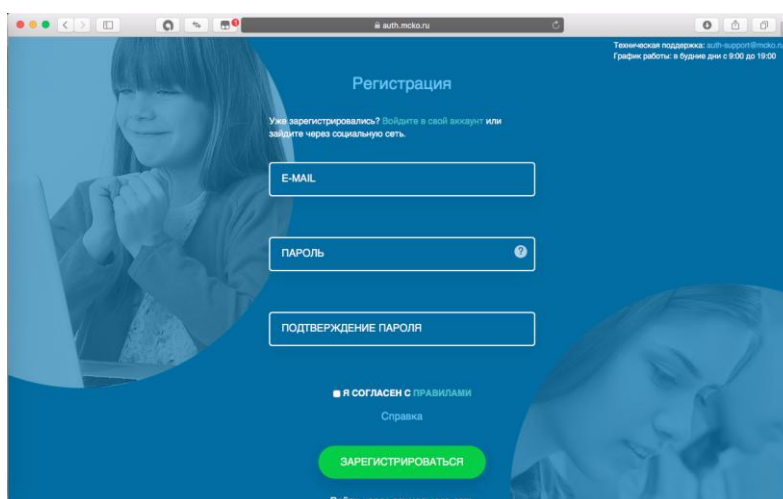 auth.mcko.ru
Техническая поддержка: auth-support@mcko.ru
График работы: в будние дни с 9:00 до 19:00
Регистрация
Уже зарегистрировались? Войдите в свой аккаунт или
зайдите через социальную сеть.
E-MAIL
ПАРОЛЬ
?
ПОДТВЕРЖДЕНИЕ ПАРОЛЯ
Я СОГЛАСЕН С ПРАВИЛАМИ
Справка
ЗАРЕГИСТРИРОВАТЬСЯ